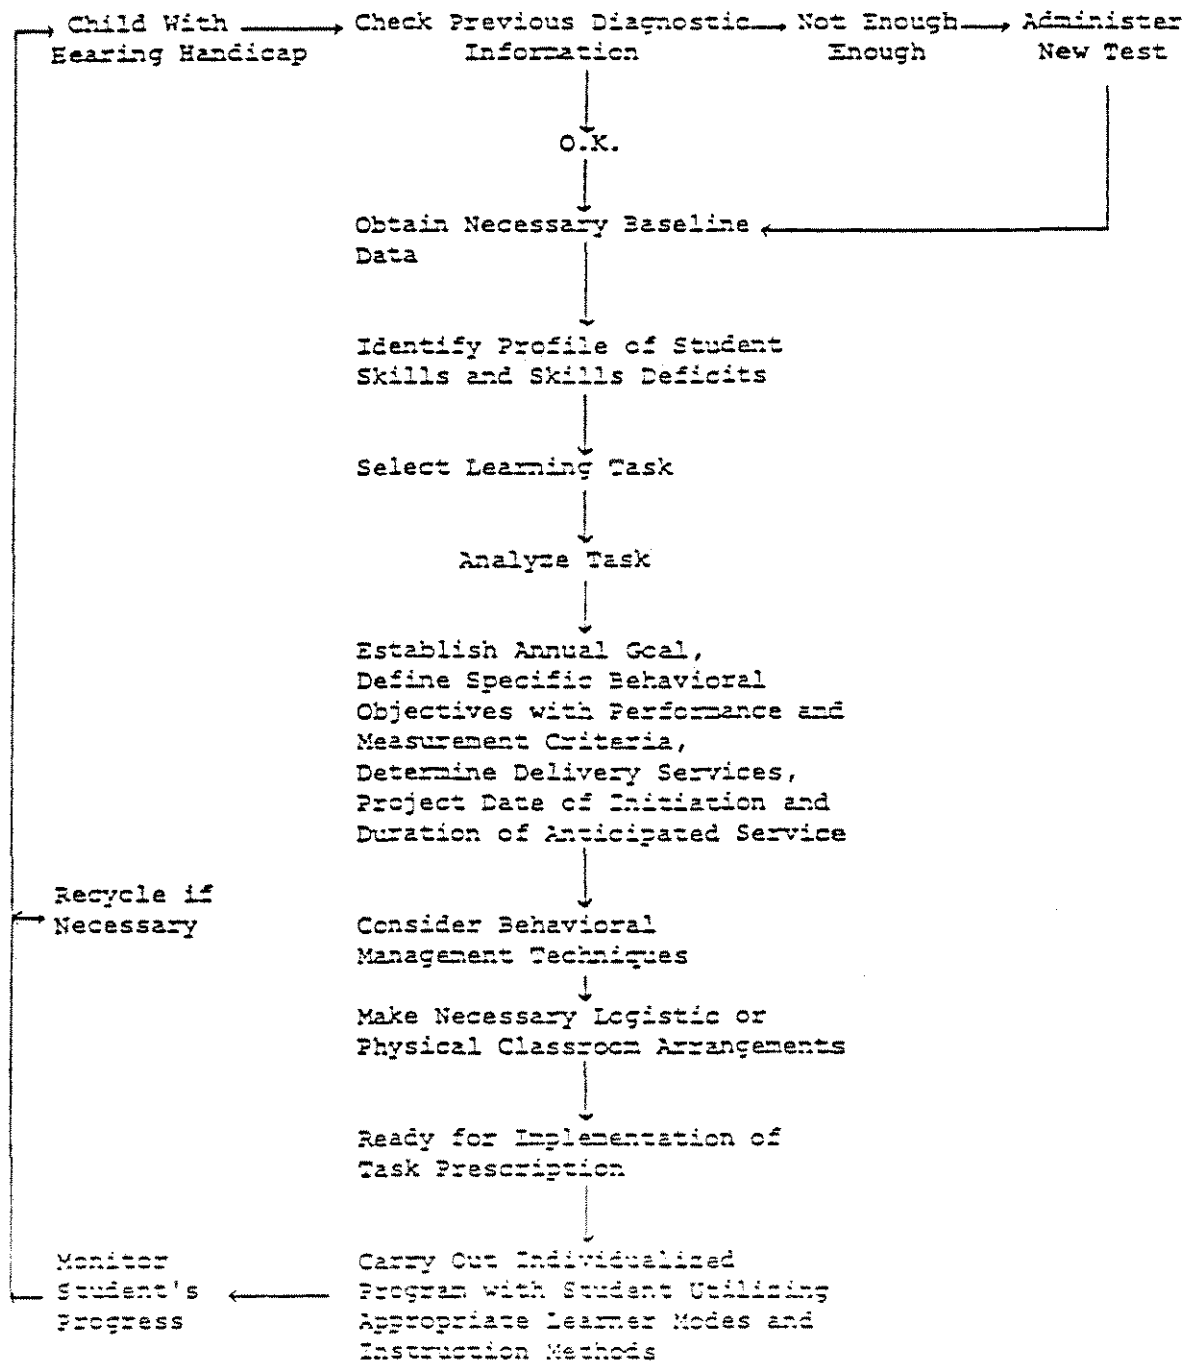 Child With
Hearing Handicap
Check Previous Diagnostic
Information
Not Enough
Enough
Administer
New Test
O.K.
Obtain Necessary Baseline
Data
Identify Profile of Student
Skills and Skills Deficits
Select Learning Task
Analyze Task
Establish Annual Goal,
Define Specific Behavioral
Objectives with Performance and
Measurement Criteria,
Determine Delivery Services,
Project Date of Initiation and
Duration of Anticipated Service
Recycle if
Necessary
Consider Behavioral
Management Techniques
Make Necessary Logistic or
Physical Classroom Arrangements
Ready for Implementation of
Task Prescription
Carry Out Individualized
Program with Student Utilizing
Appropriate Learner Modes and
Instruction Methods
Monitor
Student's
Progress